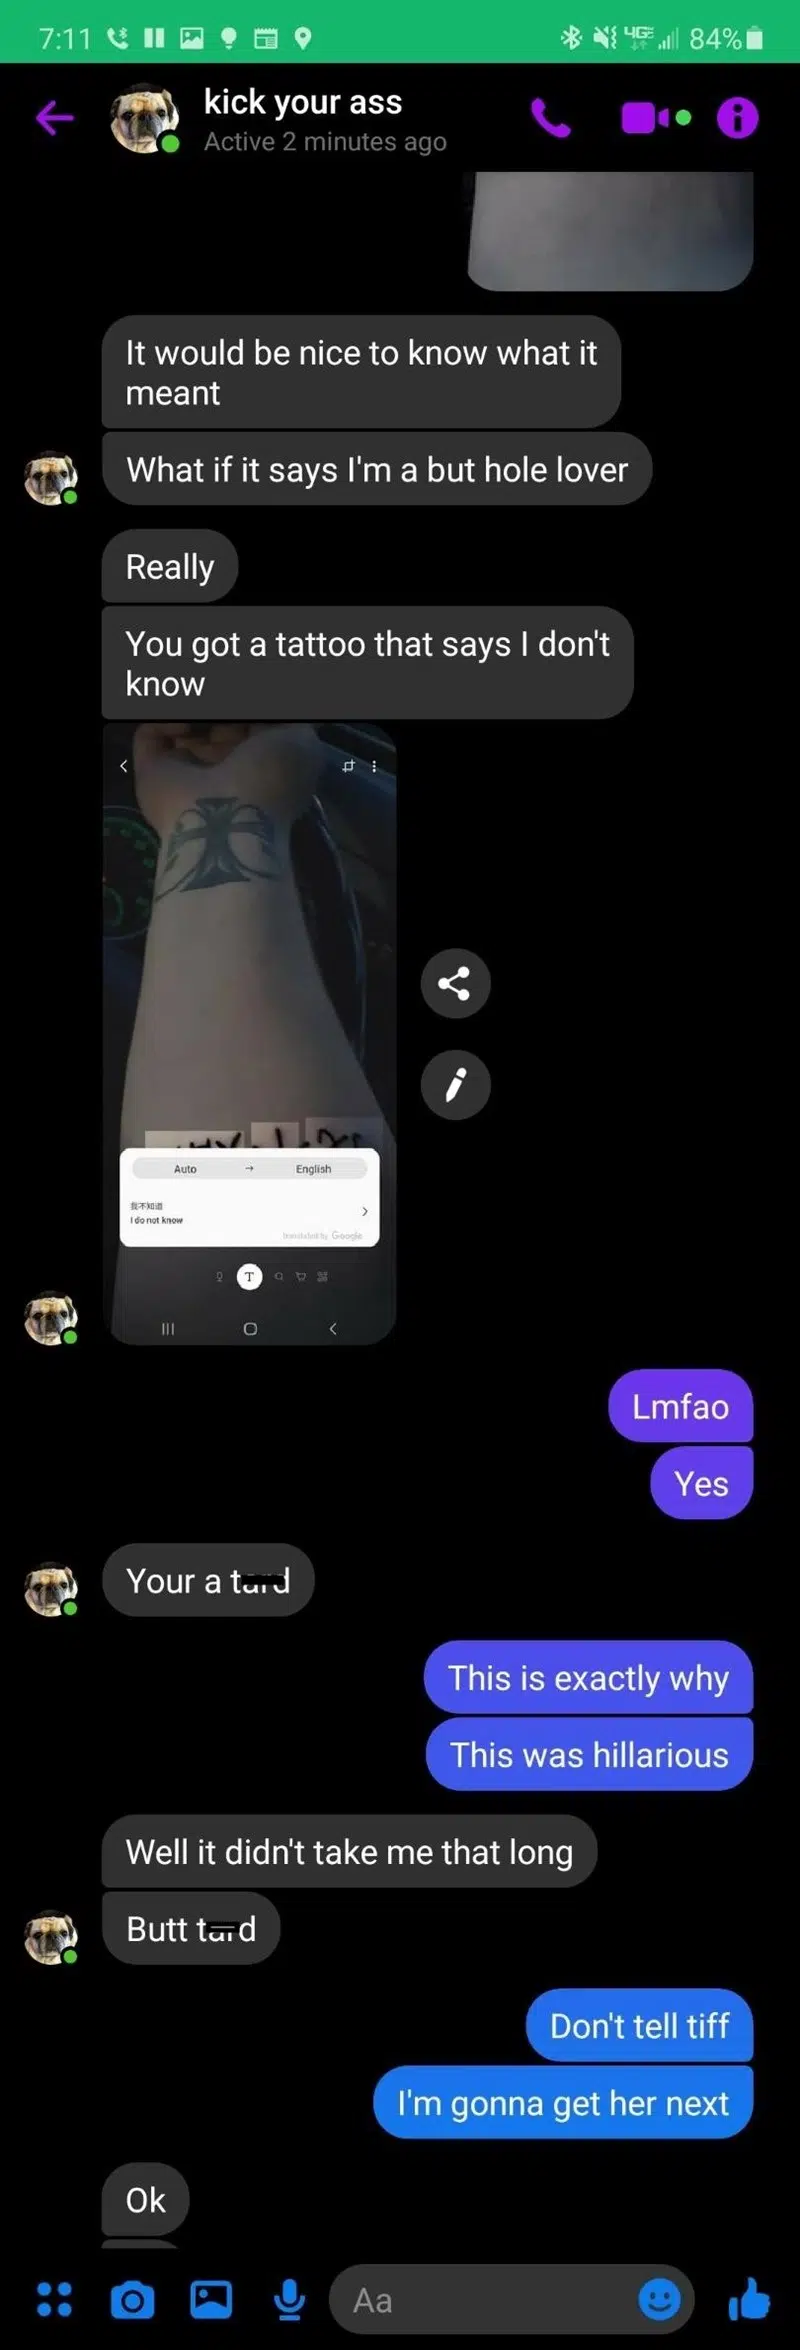 7:11
84%
kick your ass
Active 2 minutes ago
It would be nice to know what it
meant
What if it says I'm a but hole lover
Really
You got a tattoo that says I don't
know
Auto → English
我不知道
I do not know
translated by Google
T
Lmfao
Yes
Your a tard
This is exactly why
This was hillarious
Well it didn't take me that long
Butt tard
Don't tell tiff
I'm gonna get her next
Ok
Aa